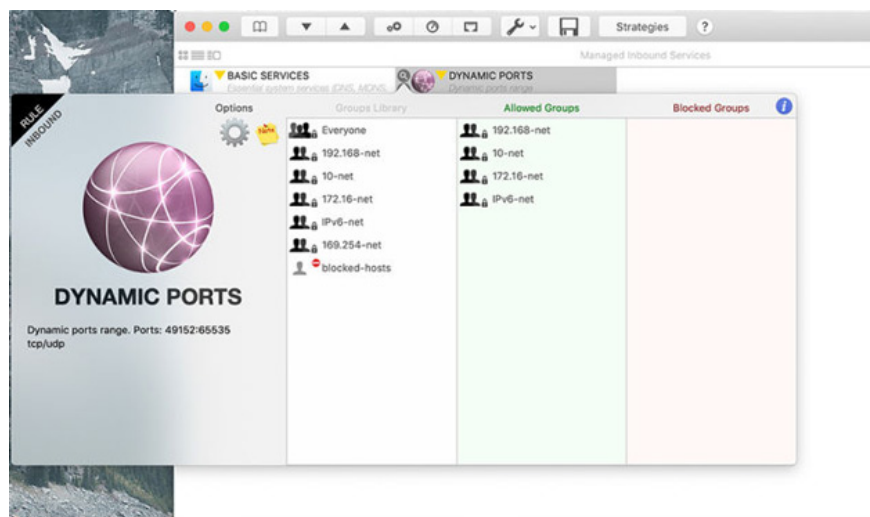 Strategies
?
Managed Inbound Services
BASIC SERVICES
Essential system services (DNS, MDNS,
DYNAMIC PORTS
Dynamic ports range
RULE
INBOUND
Options
Groups Library
Allowed Groups
Blocked Groups
i
Everyone
192.168-net
10-net
172.16-net
IPv6-net
169.254-net
blocked-hosts
192.168-net
10-net
172.16-net
IPv6-net
DYNAMIC PORTS
Dynamic ports range. Ports: 49152:65535
tcp/udp